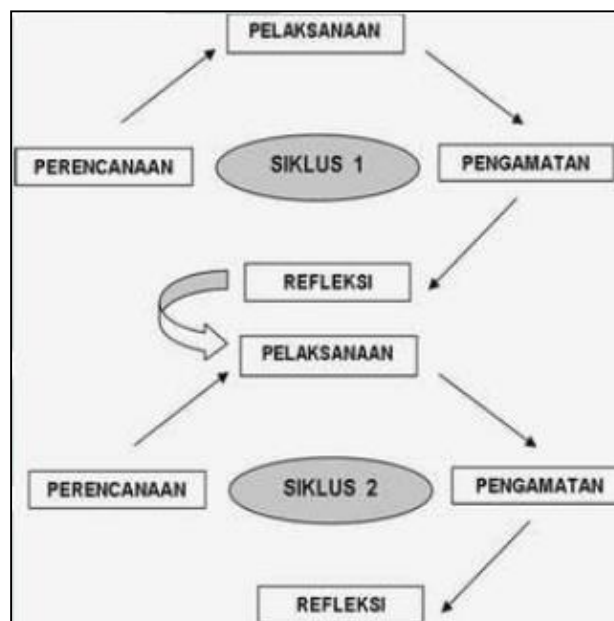 PELAKSANAAN
PERENCANAAN
SIKLUS 1
PENGAMATAN
REFLEKSI
PELAKSANAAN
PERENCANAAN
SIKLUS 2
PENGAMATAN
REFLEKSI